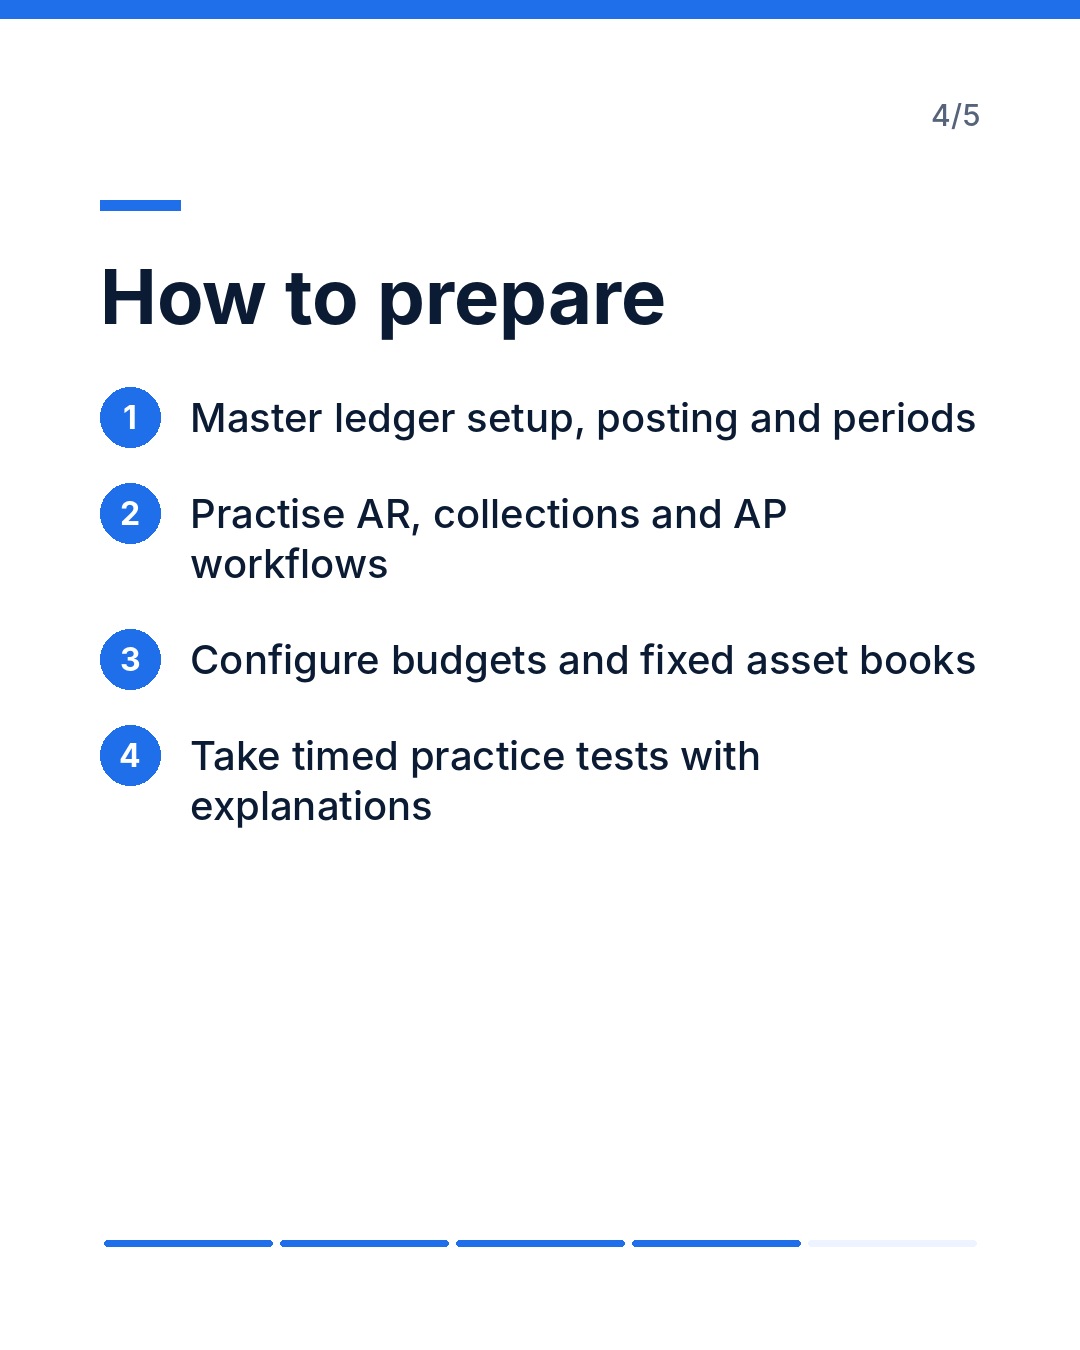 4/5
How to prepare
1 Master ledger setup, posting and periods
2 Practise AR, collections and AP
workflows
3 Configure budgets and fixed asset books
4 Take timed practice tests with
explanations